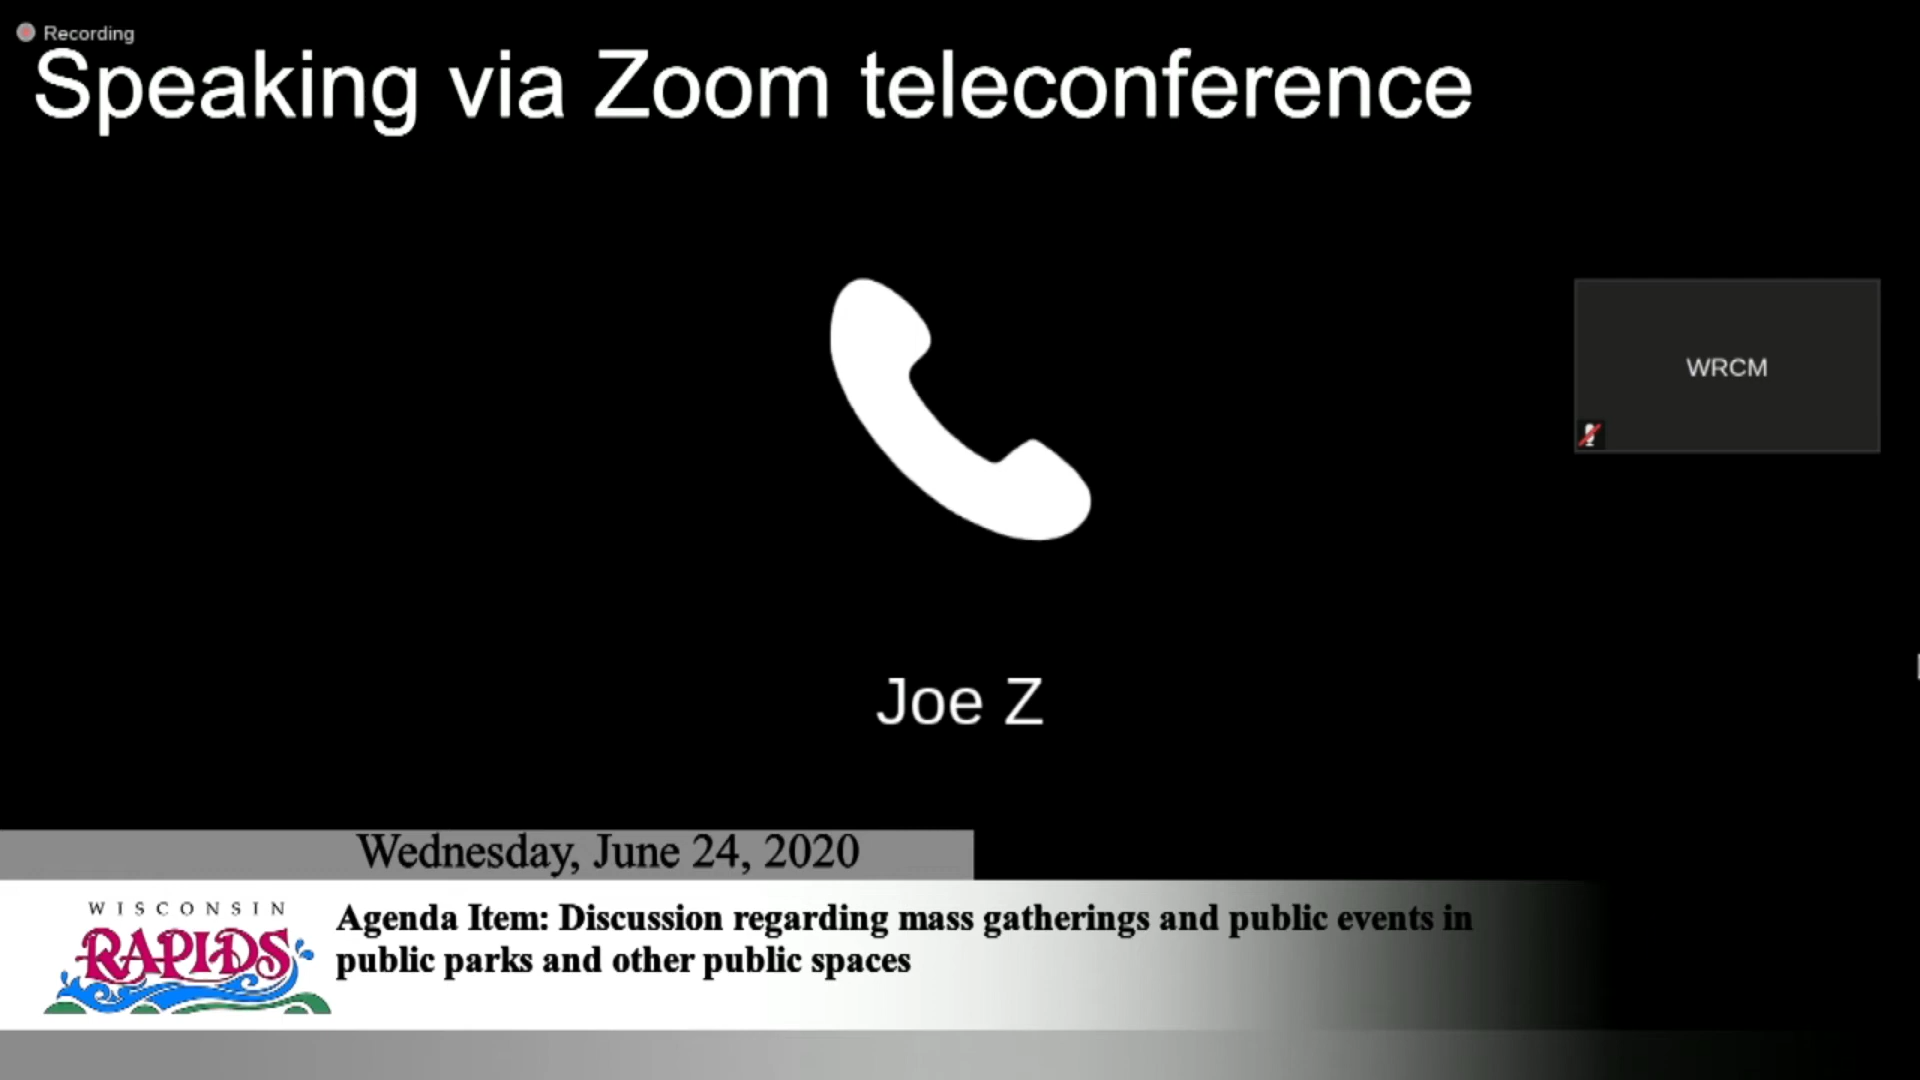 Recording
Speaking via Zoom teleconference
WRCM
Joe Z
Wednesday, June 24, 2020
WISCONSIN
RAPIDS
Agenda Item: Discussion regarding mass gatherings and public events in
public parks and other public spaces